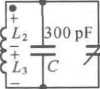 +
L₂ 300 pF
−
+
L₃ C
−